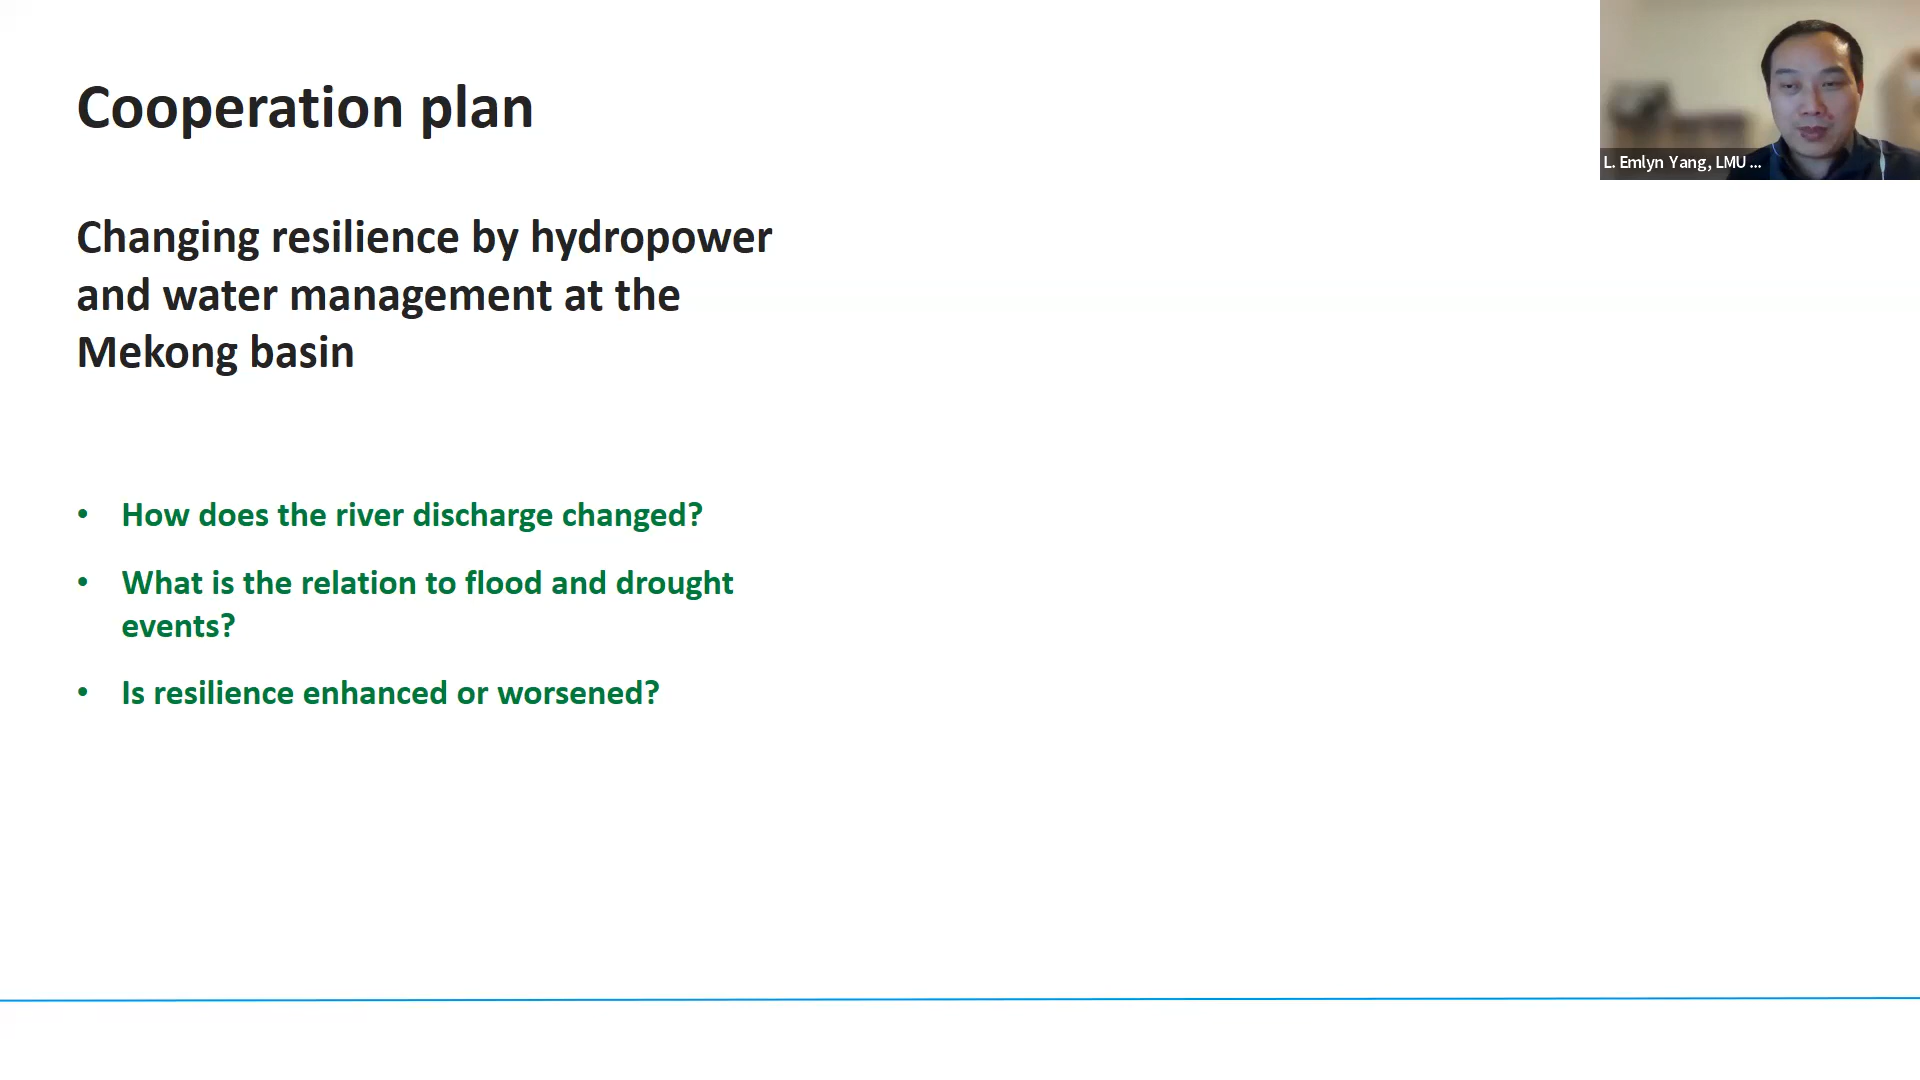 Cooperation plan
L. Emlyn Yang, LMU ...
Changing resilience by hydropower
and water management at the
Mekong basin
• How does the river discharge changed?
• What is the relation to flood and drought
events?
• Is resilience enhanced or worsened?